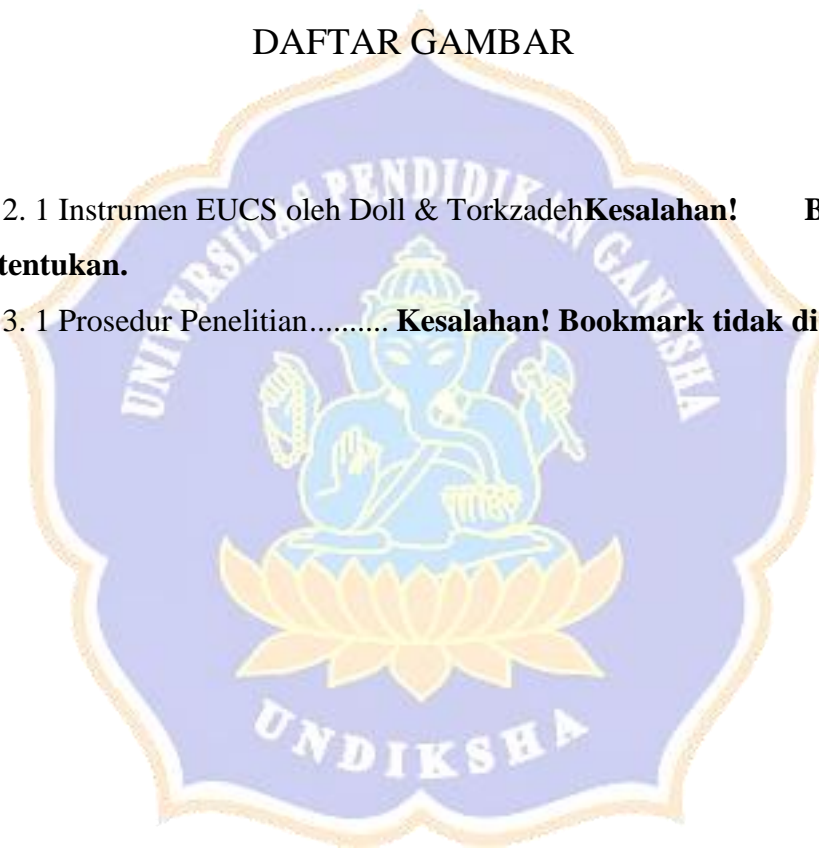 DAFTAR GAMBAR
UNIVERSITAS PENDIDIKAN GANESHA
2. 1 Instrumen EUCS oleh Doll & TorkzadehKesalahan! B
tentukan.
3. 1 Prosedur Penelitian.......... Kesalahan! Bookmark tidak di
UNDIKSHA